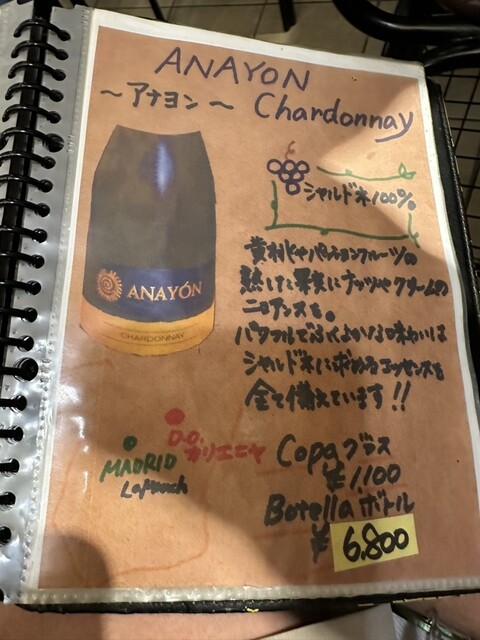 ANAYON
～アナヨン～ Chardonnay
シャルドネ100%
ANAYÓN
CHARDONNAY
黄桃やパッションフルーツの
熟した果実にナッツやクリームの
ニュアンスも。
パワフルでふくよかな味わいは
シャルドネに求めるエッセンスを
全て備えています!!
D.O.カリニェナ
MADRID
Copa グラス
¥1,100
Botella ボトル
¥6,800